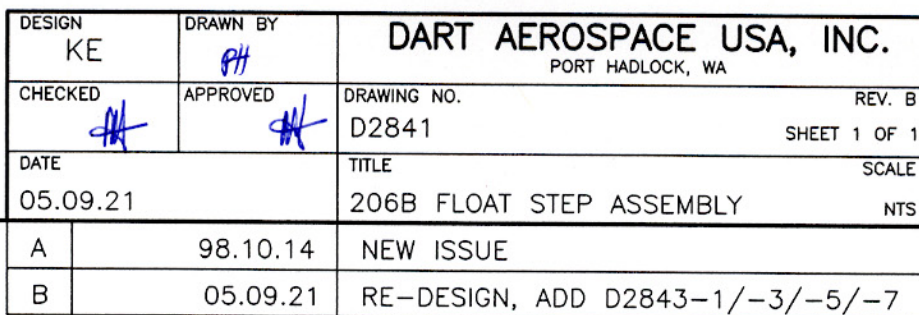 DESIGN
KE
DRAWN BY
PH
DART AEROSPACE USA, INC.
PORT HADLOCK, WA
CHECKED
APPROVED
DRAWING NO.
D2841
REV. B
SHEET 1 OF 1
DATE
05.09.21
TITLE
206B FLOAT STEP ASSEMBLY
SCALE
NTS
A 98.10.14 NEW ISSUE
B 05.09.21 RE-DESIGN, ADD D2843-1/-3/-5/-7